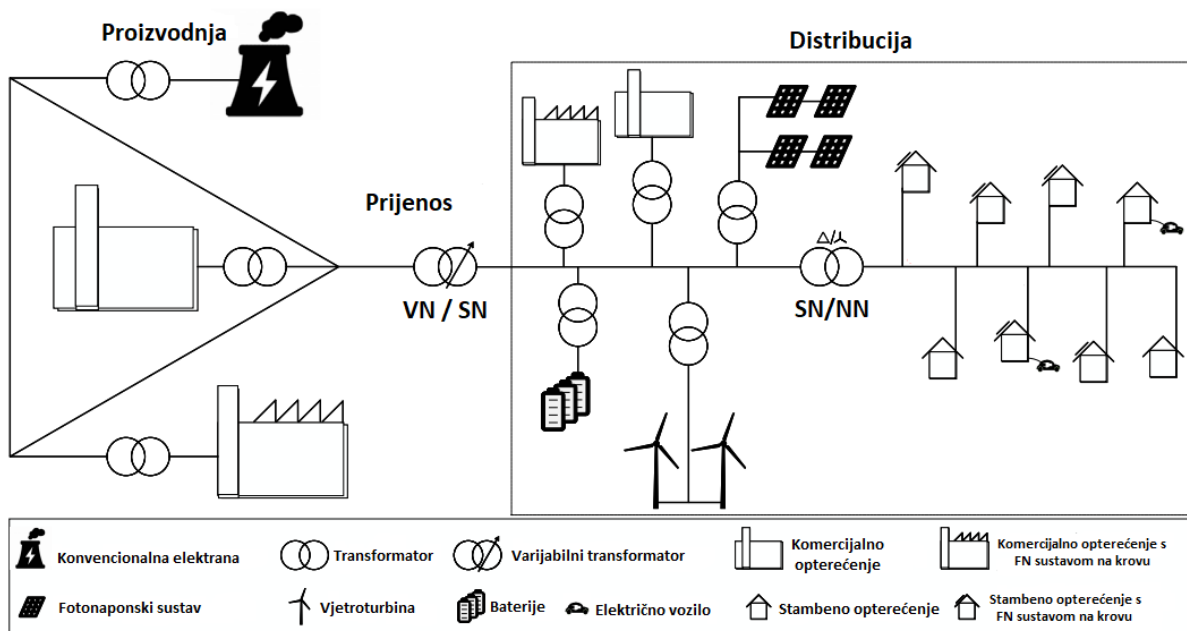 Proizvodnja
Distribucija
Prijenos
VN / SN
Δ/⅄
SN/NN
Konvencionalna elektrana
Transformator
Varijabilni transformator
Komercijalno
opterećenje
Komercijalno opterećenje s
FN sustavom na krovu
Fotonaponski sustav
Vjetroturbina
Baterije
Električno vozilo
Stambeno opterećenje
Stambeno opterećenje s
FN sustavom na krovu